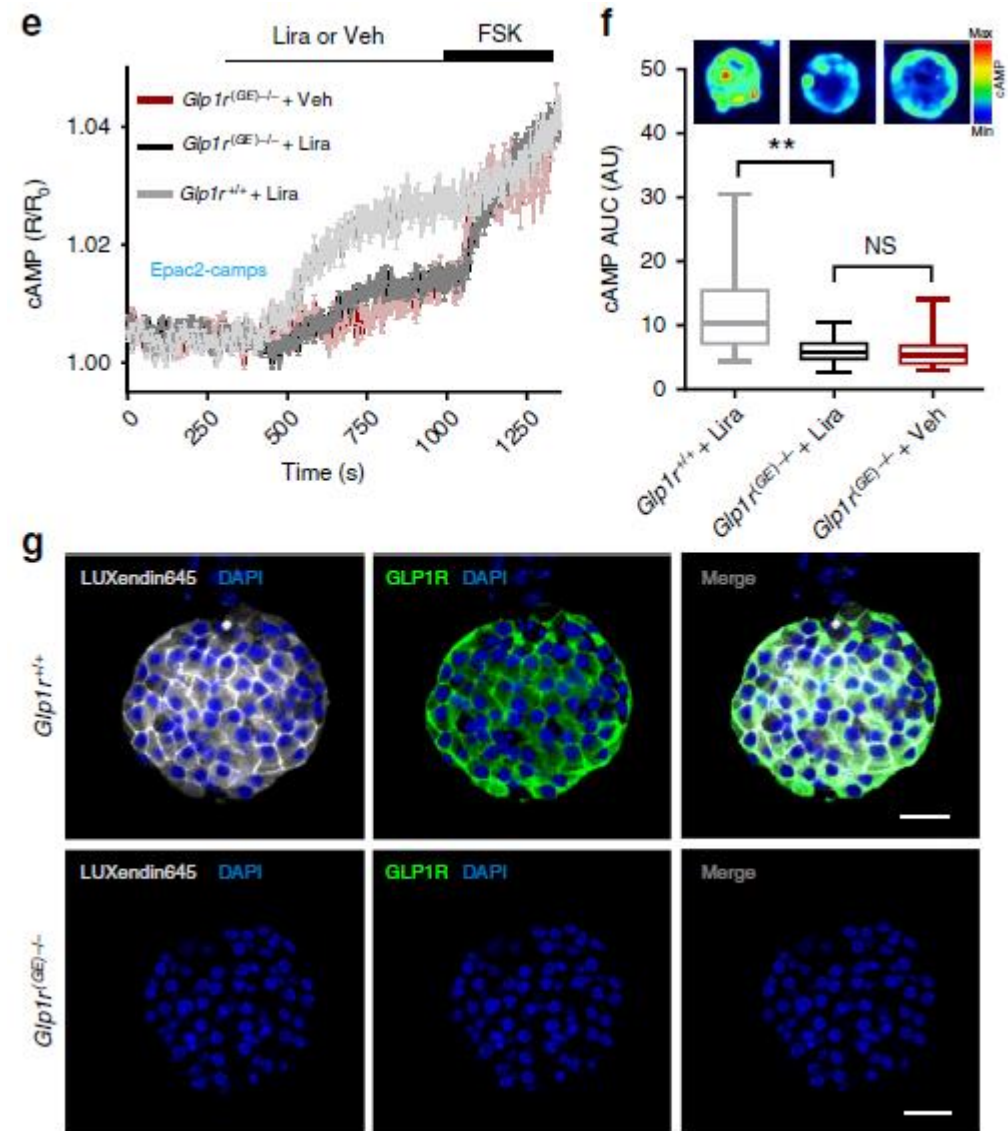 e
Lira or Veh
FSK
Glp1r(GE)−/− + Veh
Glp1r(GE)−/− + Lira
Glp1r+/+ + Lira
Epac2-camps
cAMP (R/R0)
1.04
1.02
1.00
0
250
500
750
1000
1250
Time (s)
f
Max
cAMP
Min
**
NS
cAMP AUC (AU)
50
40
30
20
10
0
Glp1r+/+ + Lira
Glp1r(GE)−/− + Lira
Glp1r(GE)−/− + Veh
g
LUXendin645 DAPI
GLP1R DAPI
Merge
Glp1r+/+
LUXendin645 DAPI
GLP1R DAPI
Merge
Glp1r(GE)−/−